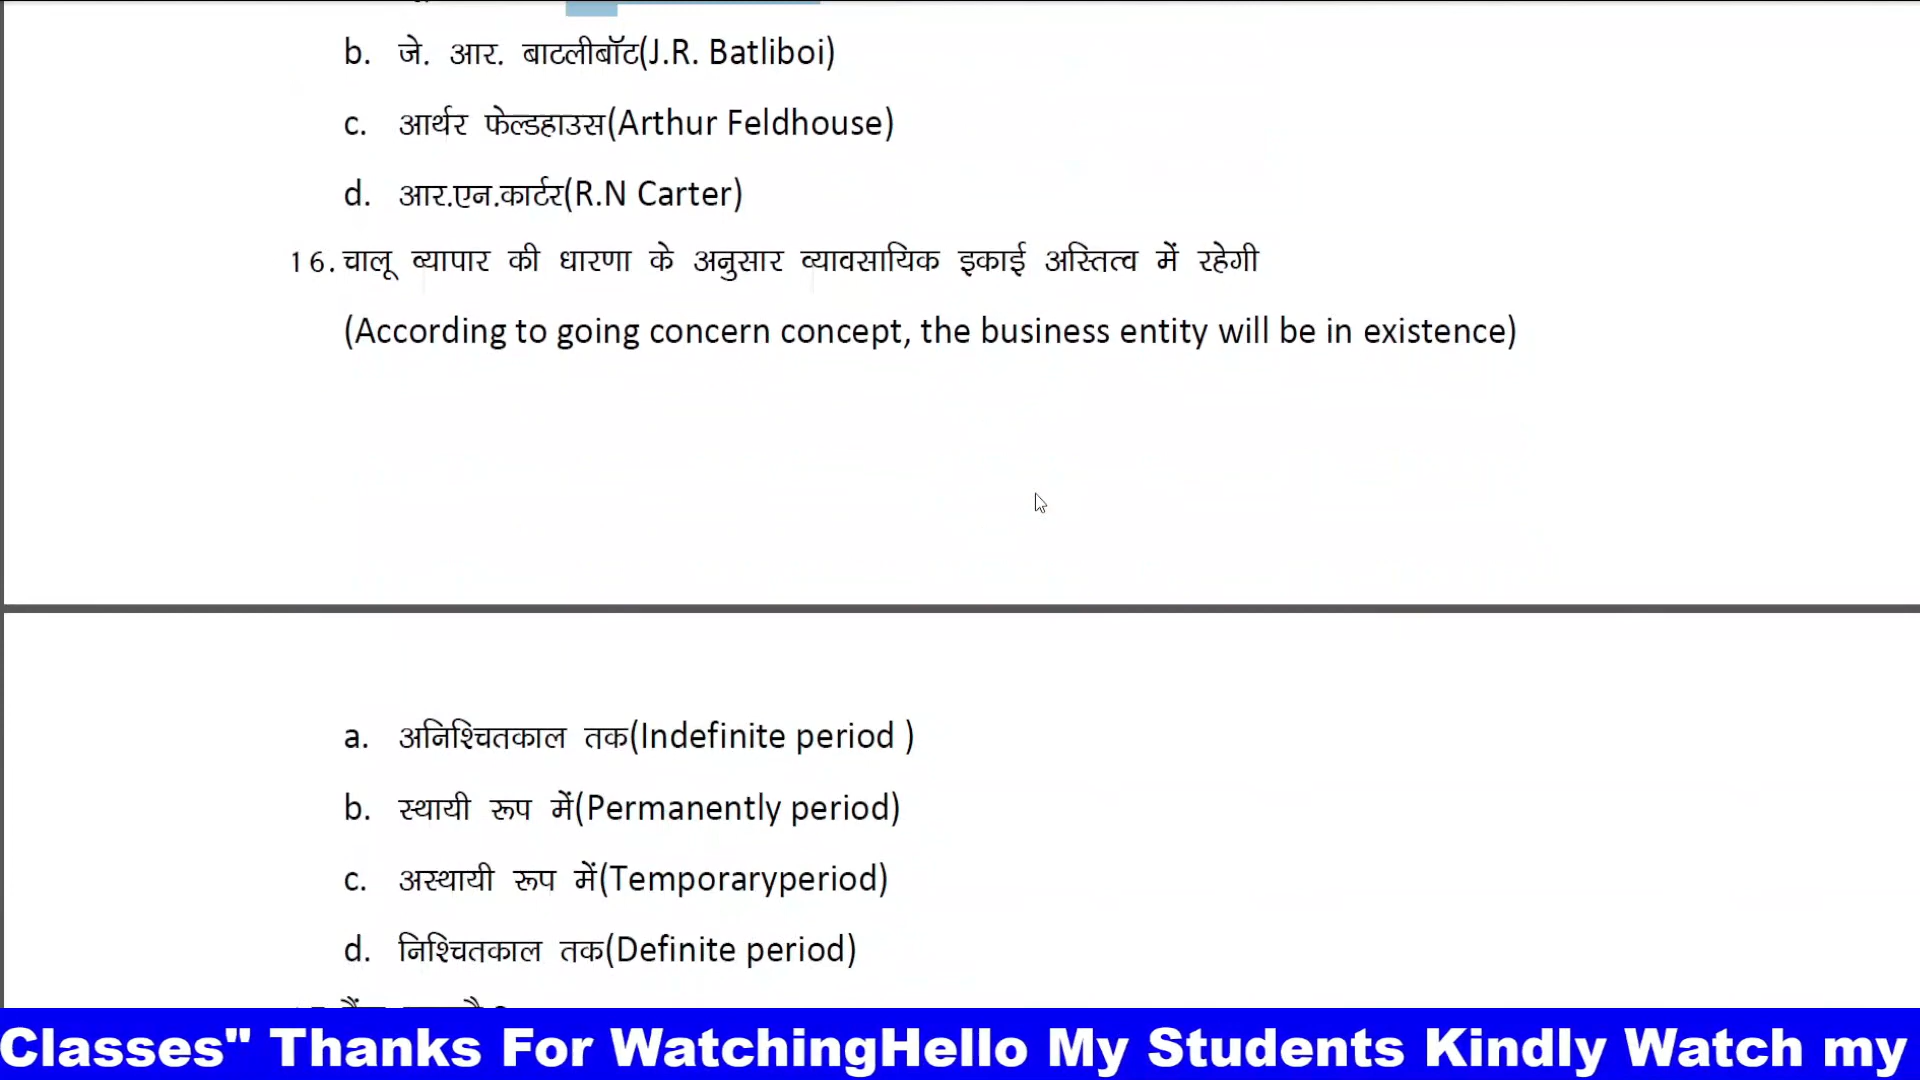 b. जे. आर. बाटलीबॉट(J.R. Batliboi)
c. आर्थर फेल्डहाउस(Arthur Feldhouse)
d. आर.एन.कार्टर(R.N Carter)
16. चालू व्यापार की धारणा के अनुसार व्यावसायिक इकाई अस्तित्व में रहेगी
(According to going concern concept, the business entity will be in existence)
a. अनिश्चितकाल तक(Indefinite period )
b. स्थायी रूप में(Permanently period)
c. अस्थायी रूप में(Temporaryperiod)
d. निश्चितकाल तक(Definite period)
Classes" Thanks For WatchingHello My Students Kindly Watch my